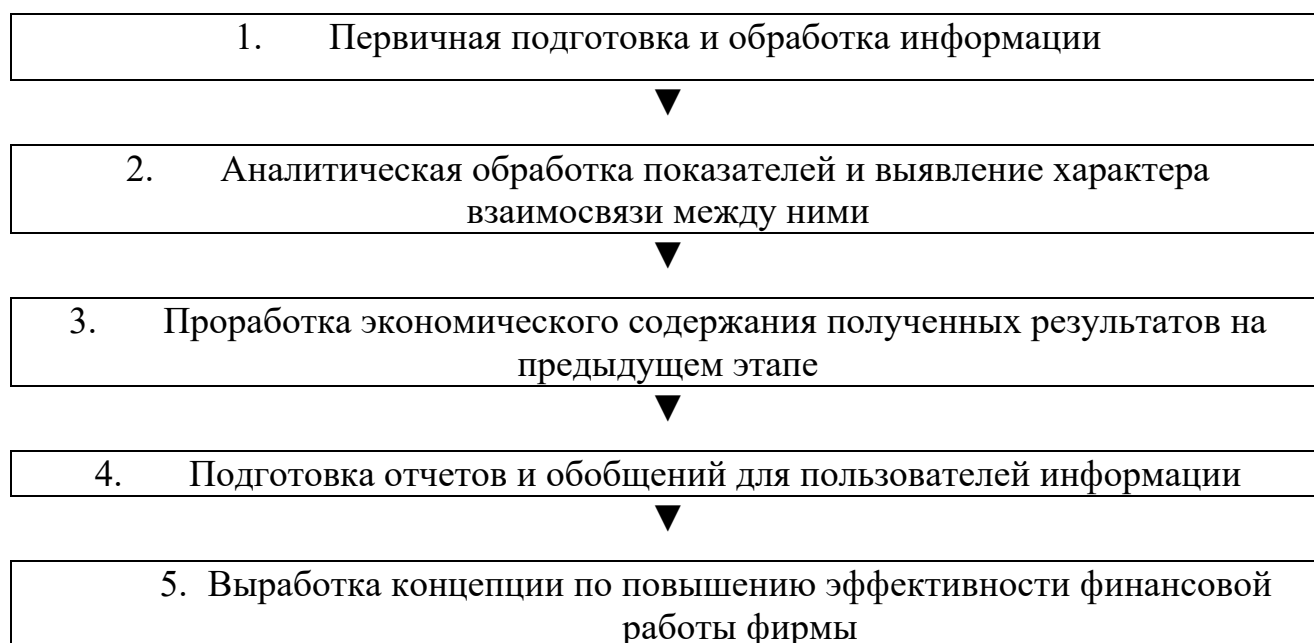 1. Первичная подготовка и обработка информации
2. Аналитическая обработка показателей и выявление характера
взаимосвязи между ними
3. Проработка экономического содержания полученных результатов на
предыдущем этапе
4. Подготовка отчетов и обобщений для пользователей информации
5. Выработка концепции по повышению эффективности финансовой
работы фирмы